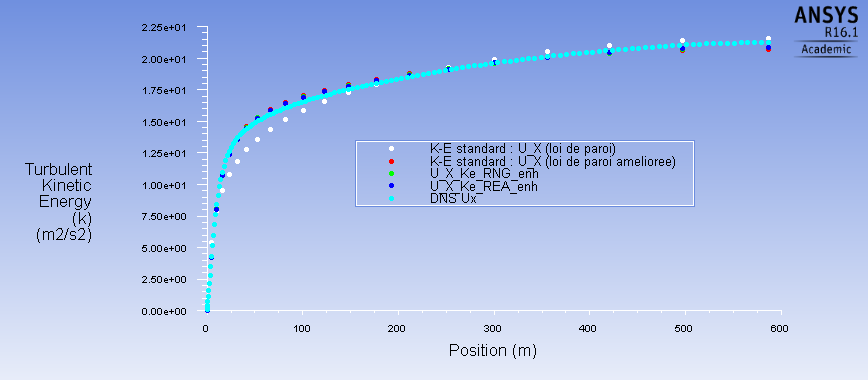 ANSYS
R16.1
Academic
2.25e+01
2.00e+01
1.75e+01
1.50e+01
1.25e+01
1.00e+01
7.50e+00
5.00e+00
2.50e+00
0.00e+00
Turbulent
Kinetic
Energy
(k)
(m2/s2)
K-E standard : U_X (loi de paroi)
K-E standard : U_X (loi de paroi amelioree)
U_X_Ke_RNG_enh
U_X_Ke_REA_enh
DNS Ux
0 100 200 300 400 500 600
Position (m)